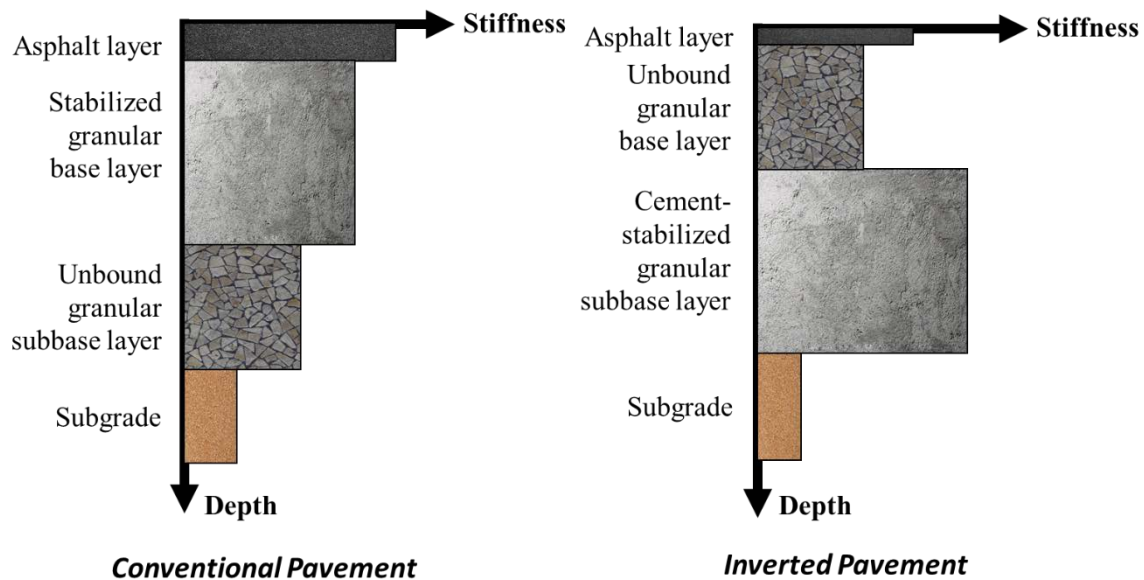 Stiffness
Asphalt layer
Stabilized
granular
base layer
Unbound
granular
subbase layer
Subgrade
Depth
Conventional Pavement
Stiffness
Asphalt layer
Unbound
granular
base layer
Cement-
stabilized
granular
subbase layer
Subgrade
Depth
Inverted Pavement